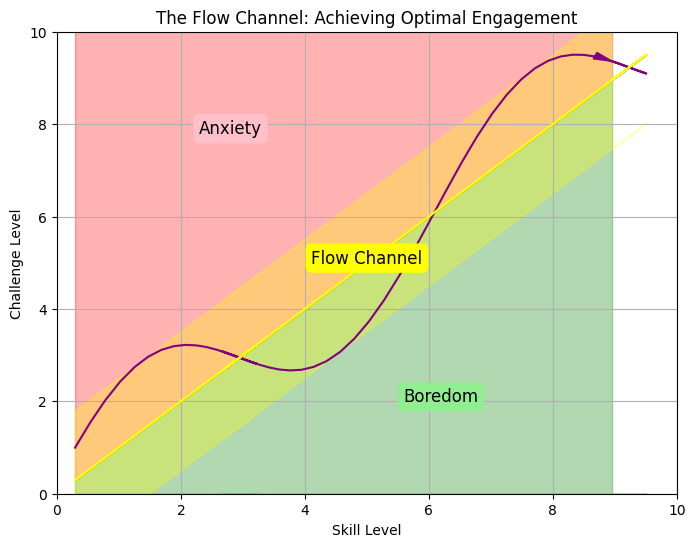 The Flow Channel: Achieving Optimal Engagement
10
8
6
4
2
0
Challenge Level
Anxiety
Flow Channel
Boredom
0 2 4 6 8 10
Skill Level